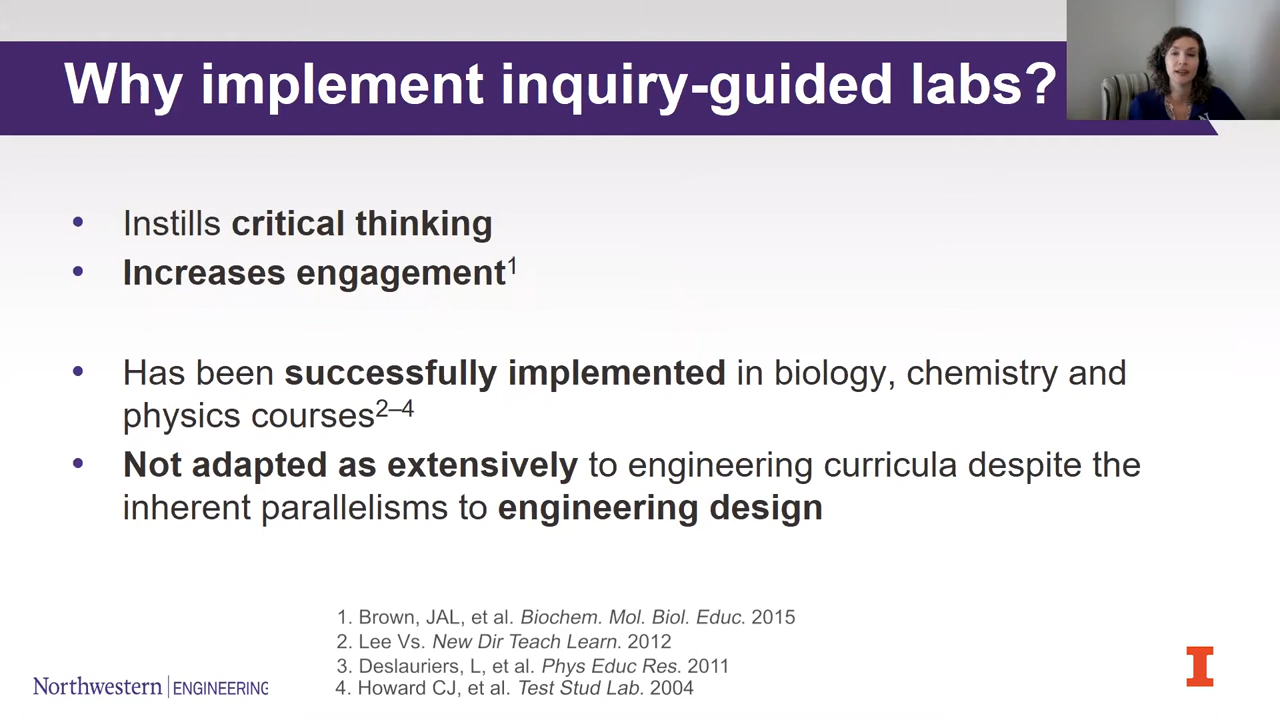 Why implement inquiry-guided labs?
• Instills critical thinking
• Increases engagement1
• Has been successfully implemented in biology, chemistry and
physics courses2–4
• Not adapted as extensively to engineering curricula despite the
inherent parallelisms to engineering design
1. Brown, JAL, et al. Biochem. Mol. Biol. Educ. 2015
2. Lee Vs. New Dir Teach Learn. 2012
3. Deslauriers, L, et al. Phys Educ Res. 2011
4. Howard CJ, et al. Test Stud Lab. 2004
Northwestern | ENGINEERING
I